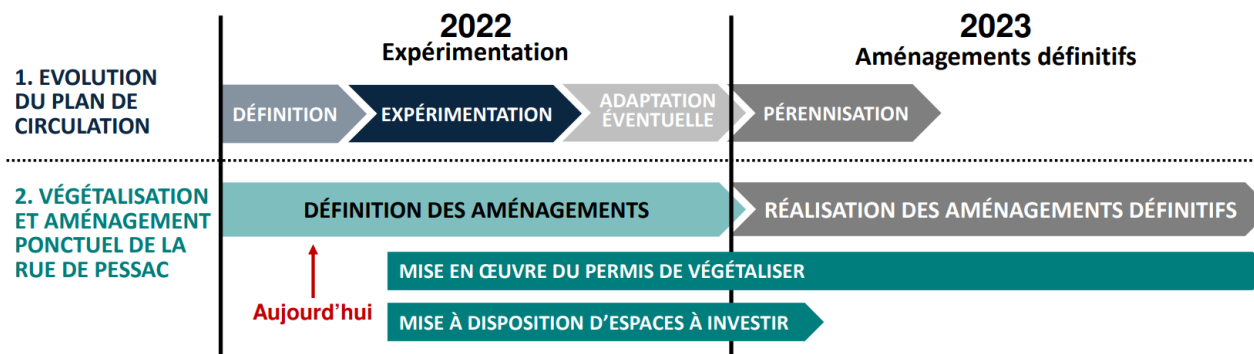 2022
Expérimentation
2023
Aménagements définitifs
1. EVOLUTION
DU PLAN DE
CIRCULATION
DÉFINITION
EXPÉRIMENTATION
ADAPTATION
ÉVENTUELLE
PÉRENNISATION
2. VÉGÉTALISATION
ET AMÉNAGEMENT
PONCTUEL DE LA
RUE DE PESSAC
DÉFINITION DES AMÉNAGEMENTS
RÉALISATION DES AMÉNAGEMENTS DÉFINITIFS
MISE EN ŒUVRE DU PERMIS DE VÉGÉTALISER
Aujourd'hui
MISE À DISPOSITION D'ESPACES À INVESTIR